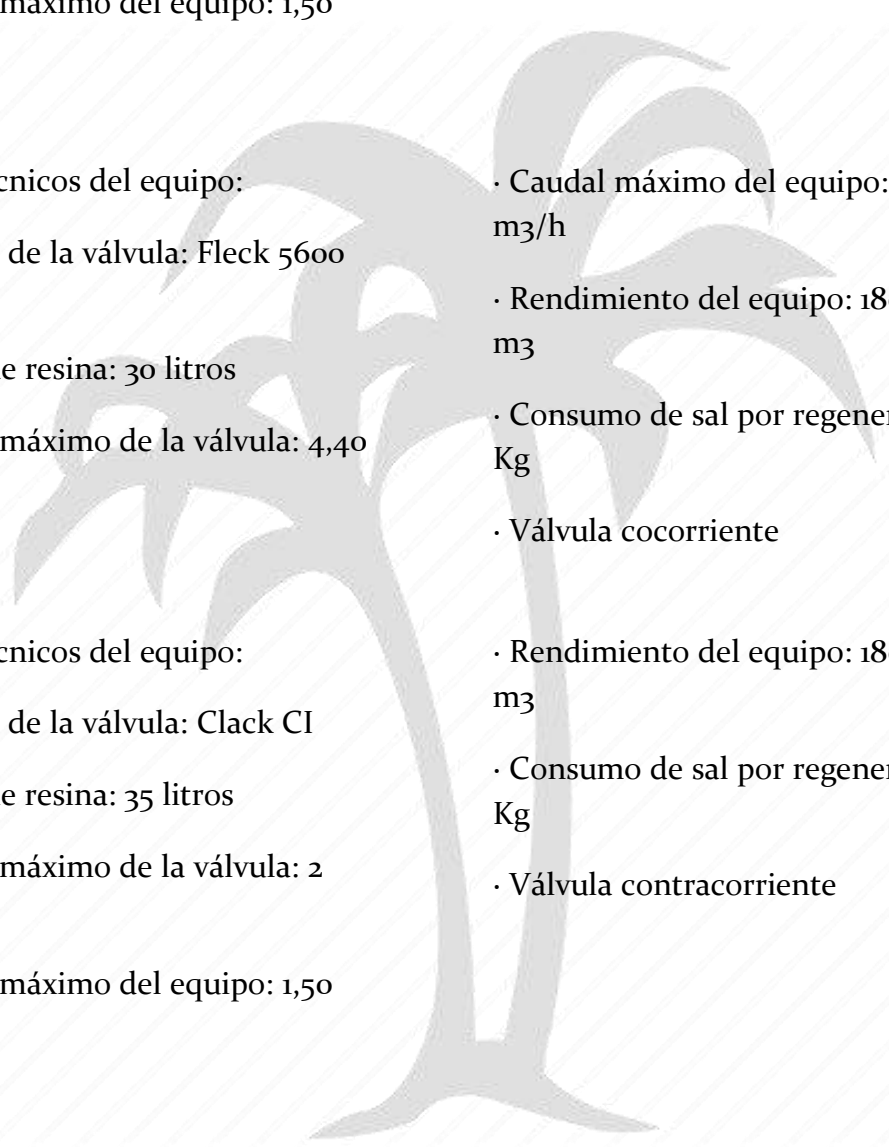 máximo del equipo: 1,50
cnicos del equipo:
de la válvula: Fleck 5600
e resina: 30 litros
máximo de la válvula: 4,40
· Caudal máximo del equipo:
m3/h
· Rendimiento del equipo: 18
m3
· Consumo de sal por regener
Kg
· Válvula cocorriente
cnicos del equipo:
de la válvula: Clack CI
e resina: 35 litros
máximo de la válvula: 2
máximo del equipo: 1,50
· Rendimiento del equipo: 18
m3
· Consumo de sal por regener
Kg
· Válvula contracorriente